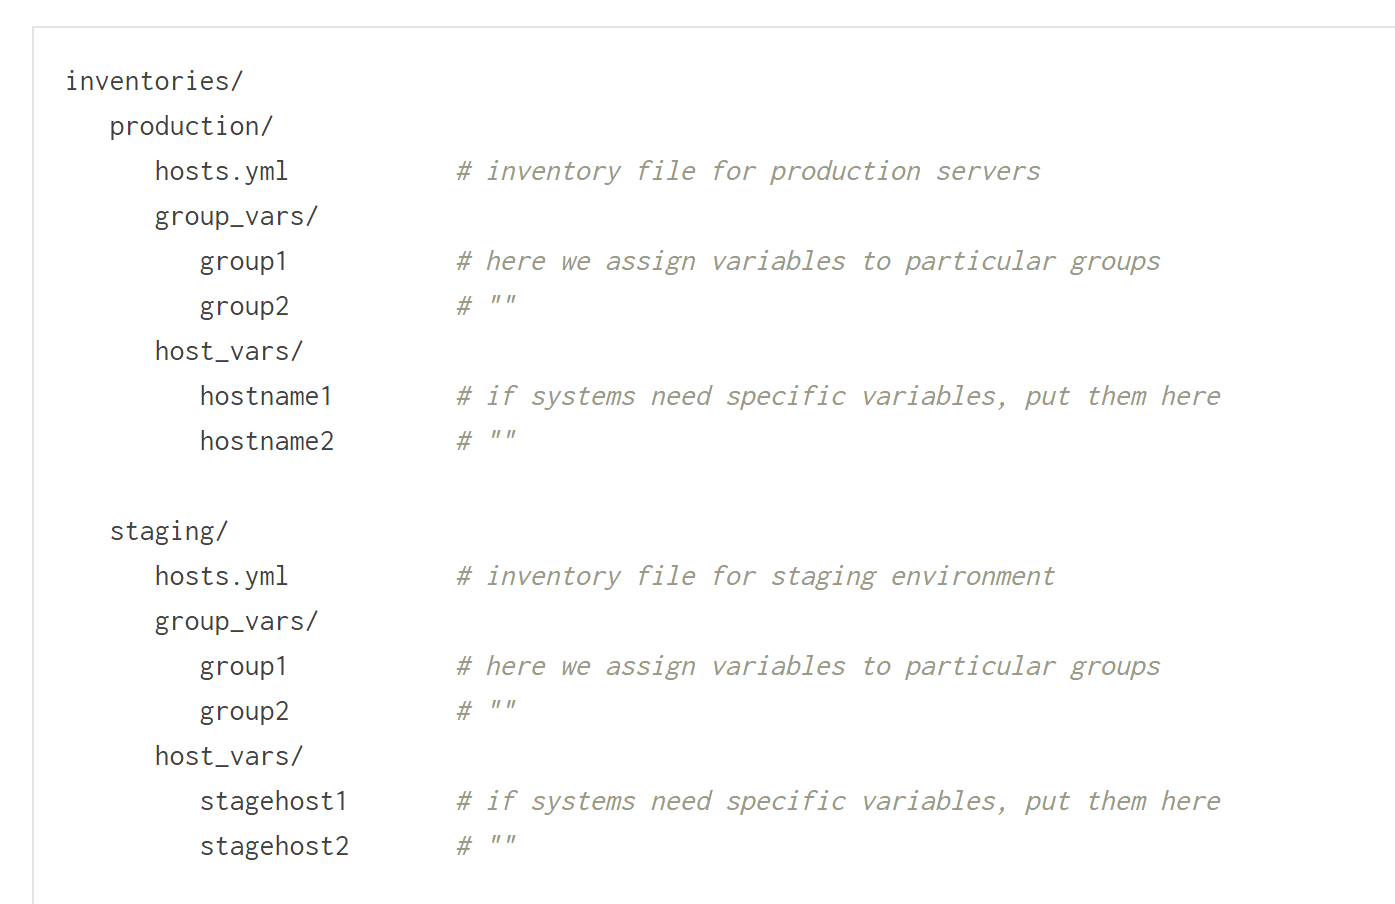 inventories/
   production/
      hosts.yml           # inventory file for production servers
      group_vars/
         group1           # here we assign variables to particular groups
         group2           # ""
      host_vars/
         hostname1        # if systems need specific variables, put them here
         hostname2        # ""

   staging/
      hosts.yml           # inventory file for staging environment
      group_vars/
         group1           # here we assign variables to particular groups
         group2           # ""
      host_vars/
         stagehost1       # if systems need specific variables, put them here
         stagehost2       # ""